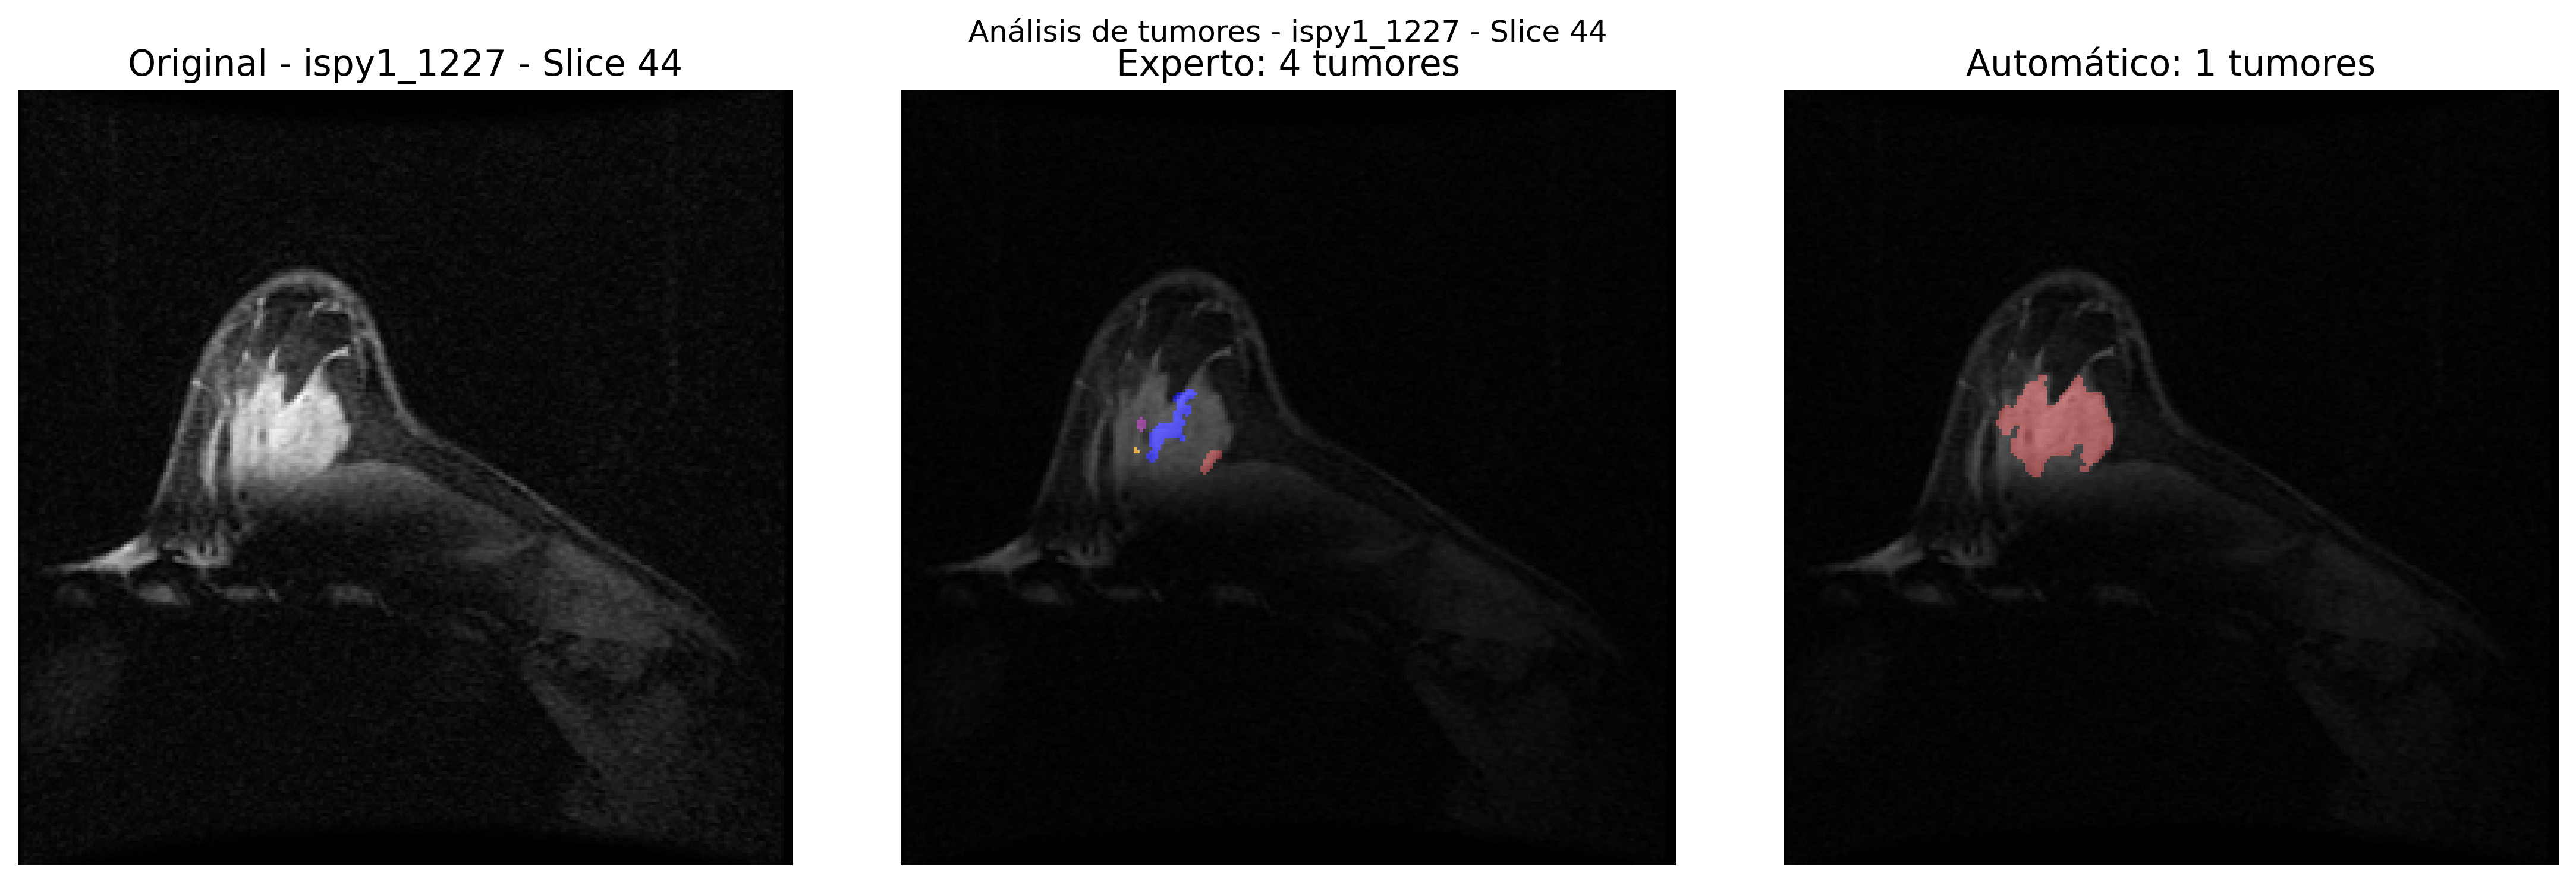 Análisis de tumores - ispy1_1227 - Slice 44
Original - ispy1_1227 - Slice 44
Experto: 4 tumores
Automático: 1 tumores